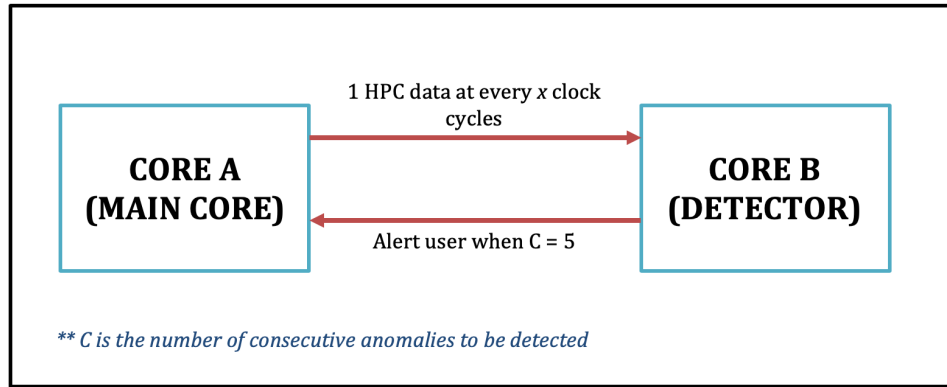 1 HPC data at every x clock
cycles
CORE A
(MAIN CORE)
CORE B
(DETECTOR)
Alert user when C = 5
** C is the number of consecutive anomalies to be detected